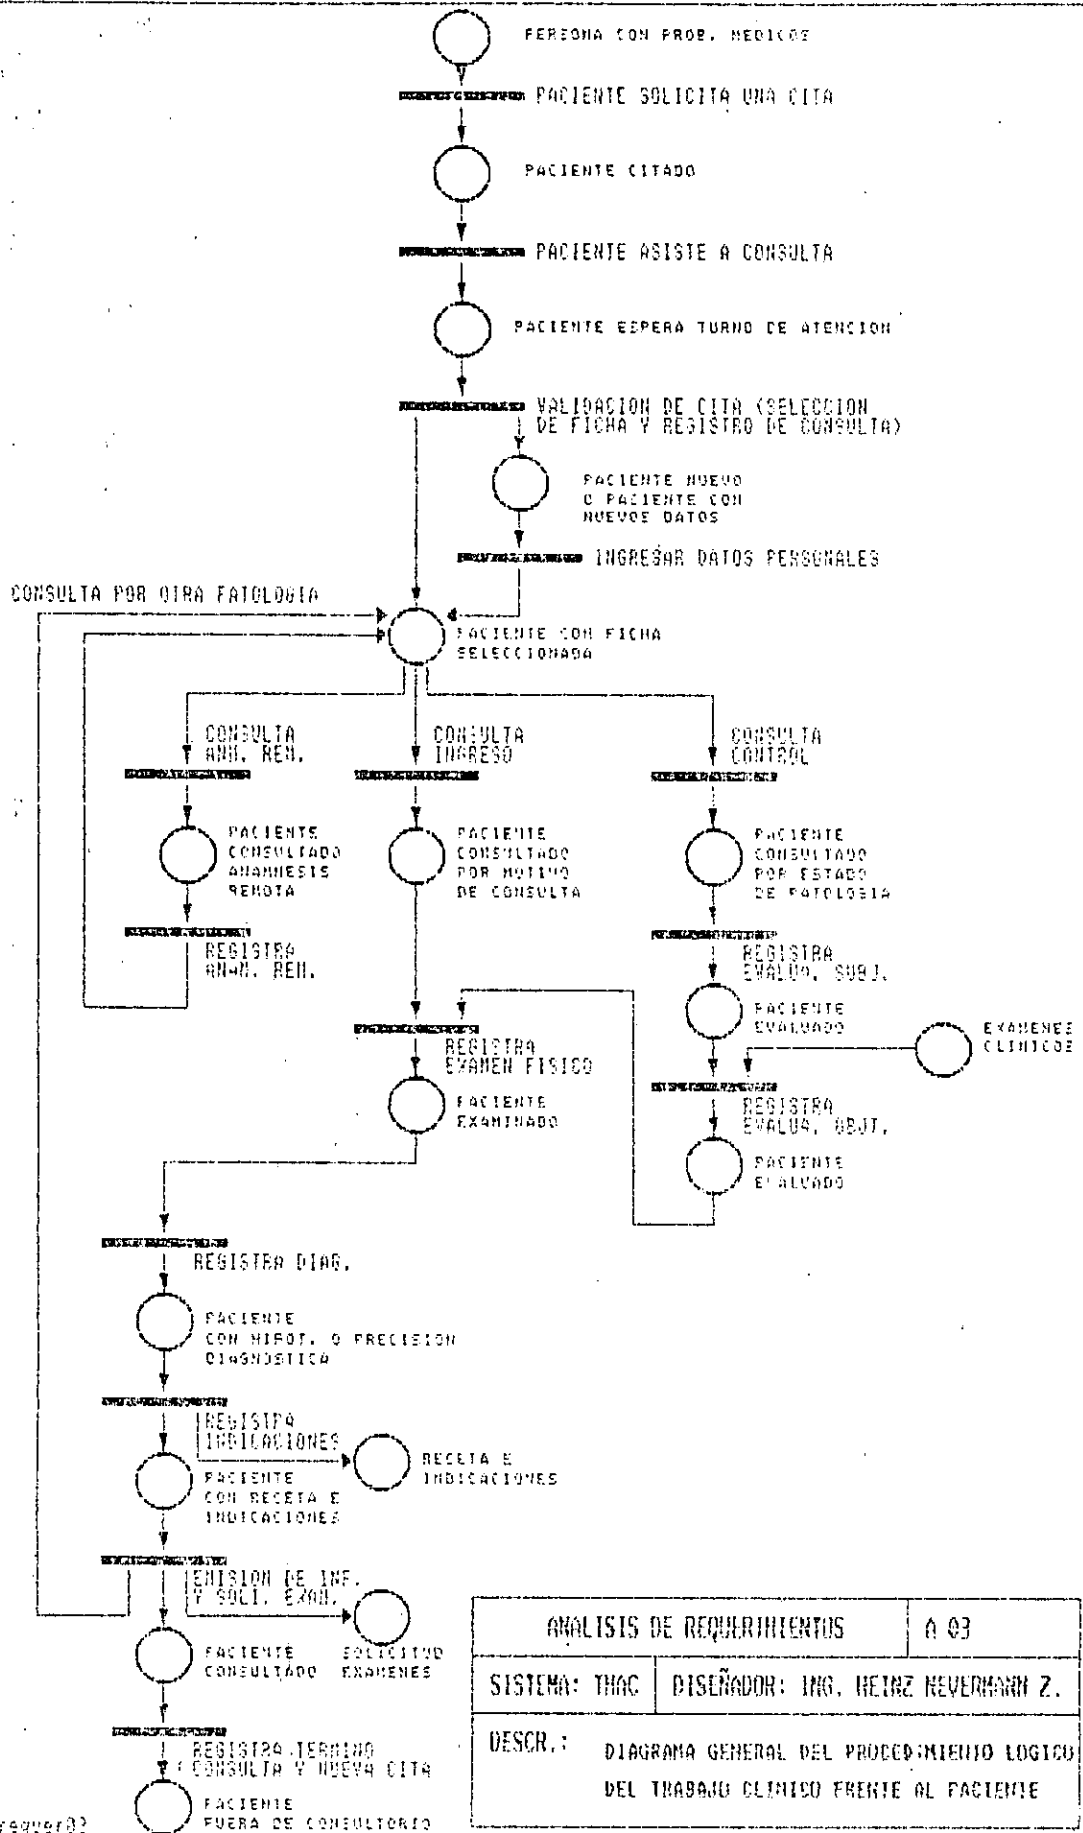 PERSONA CON PROB. MEDICOS
PACIENTE SOLICITA UNA CITA
PACIENTE CITADO
PACIENTE ASISTE A CONSULTA
PACIENTE ESPERA TURNO DE ATENCION
VALIDACION DE CITA (SELECCION
DE FICHA Y REGISTRO DE CONSULTA)
PACIENTE NUEVO
O PACIENTE CON
NUEVOS DATOS
INGRESAR DATOS PERSONALES
CONSULTA POR OTRA PATOLOGIA
PACIENTE CON FICHA
SELECCIONADA
CONSULTA
ANM. REM.
CONSULTA
INGRESO
CONSULTA
CONTROL
PACIENTE
CONSULTADO
ANAMNESIS
REMOTA
PACIENTE
CONSULTADO
POR MOTIVO
DE CONSULTA
PACIENTE
CONSULTADO
POR ESTADO
DE PATOLOGIA
REGISTRA
ANAM. REM.
REGISTRA
EVALUA. SUBJ.
PACIENTE
EVALUADO
EXAMENES
CLINICOS
REGISTRA
EXAMEN FISICO
PACIENTE
EXAMINADO
REGISTRA
EVALUA. OBJT.
PACIENTE
EVALUADO
REGISTRA DIAG.
PACIENTE
CON HIPOT. O PRECISION
DIAGNOSTICA
REGISTRA
INDICACIONES
RECETA E
INDICACIONES
PACIENTE
CON RECETA E
INDICACIONES
EMISION DE INF.
Y SOLI. EXAM.
PACIENTE
CONSULTADO
SOLICITUD
EXAMENES
REGISTRA TERMINO
CONSULTA Y NUEVA CITA
PACIENTE
FUERA DE CONSULTORIO
requer03
ANALISIS DE REQUERIMIENTOS
A 03
SISTEMA: THAC
DISEÑADOR: ING. HEINZ NEVERMANN Z.
DESCR.:
DIAGRAMA GENERAL DEL PROCEDIMIENTO LOGICO
DEL TRABAJO CLINICO FRENTE AL PACIENTE